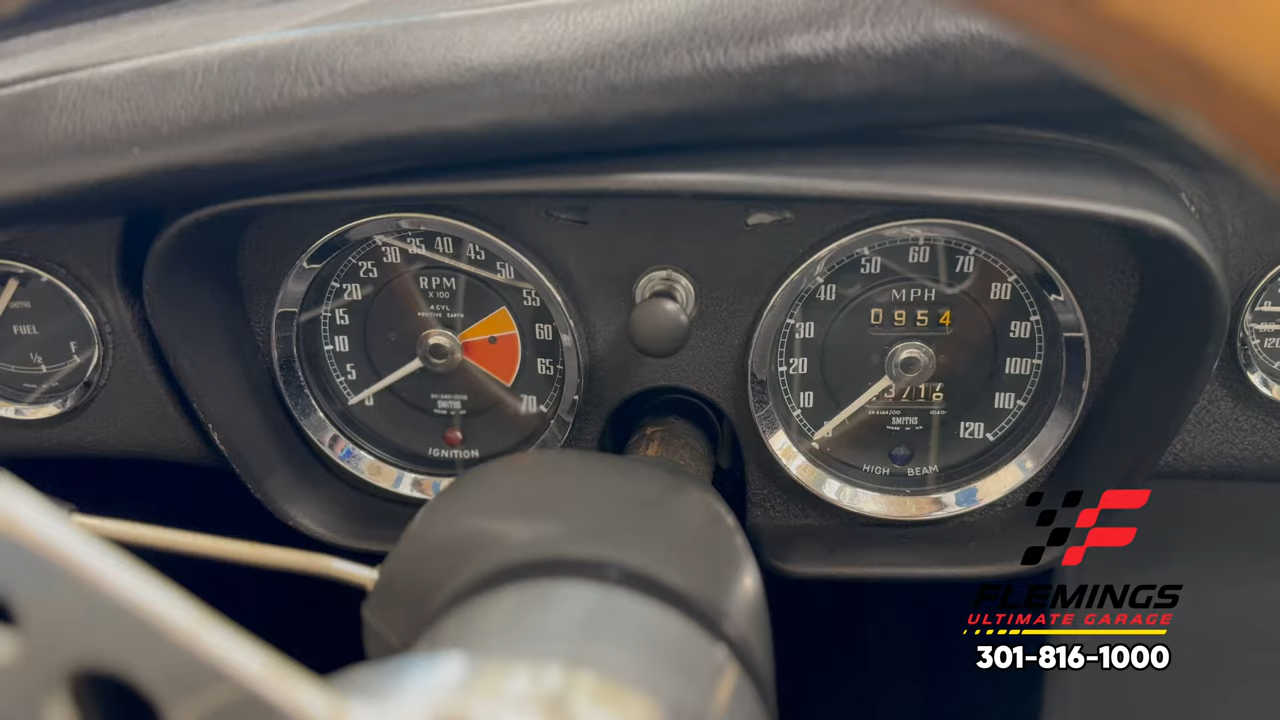 FUEL
½
F
5
10
15
20
25
30
35
40
45
50
55
60
65
70
RPM
X 100
4 CYL
POSITIVE EARTH
SMITHS
IGNITION
0
10
20
30
40
50
60
70
80
90
100
110
120
MPH
0954
3716
SMITHS
HIGH BEAM
FLEMINGS
ULTIMATE GARAGE
301-816-1000